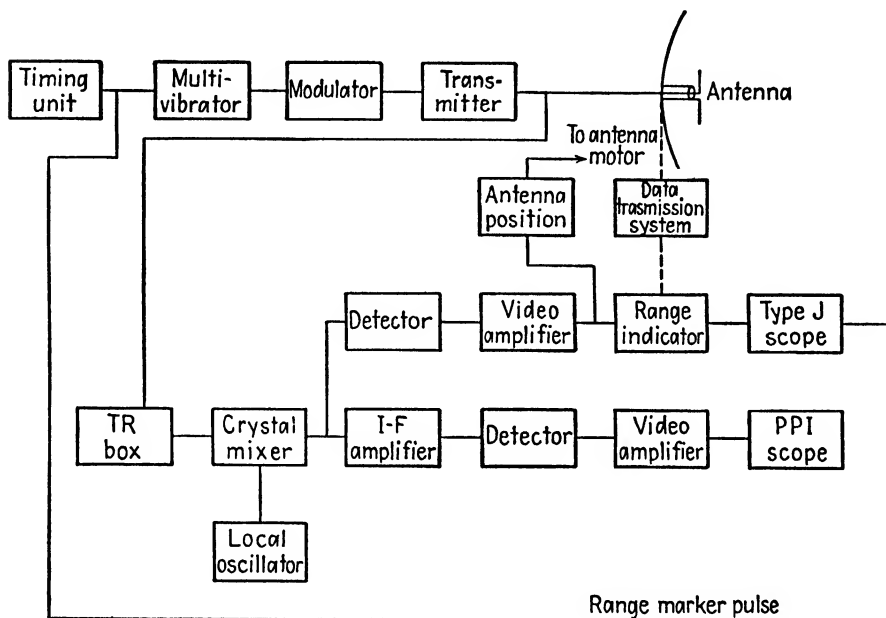 Timing
unit
Multi-
vibrator
Modulator
Trans-
mitter
Antenna
To antenna
motor
Antenna
position
Data
trasmission
system
Detector
Video
amplifier
Range
indicator
Type J
scope
TR
box
Crystal
mixer
I-F
amplifier
Detector
Video
amplifier
PPI
scope
Local
oscillator
Range marker pulse